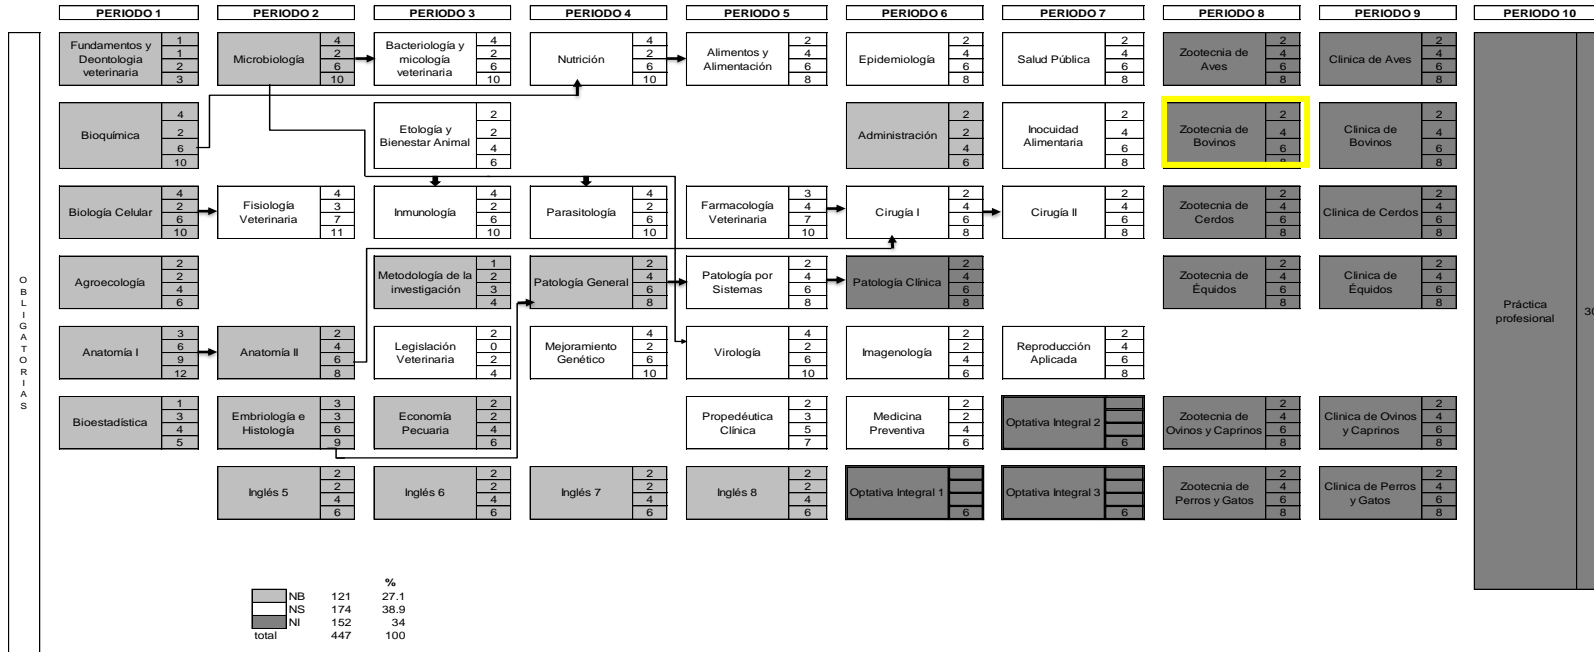 PERIODO 1
PERIODO 2
PERIODO 3
PERIODO 4
PERIODO 5
PERIODO 6
PERIODO 7
PERIODO 8
PERIODO 9
PERIODO 10
OBLIGATORIAS
Fundamentos y
Deontologia
veterinaria
1
1
2
3
Microbiología
4
2
6
10
Bacteriología y
micología
veterinaria
4
2
6
10
Nutrición
4
2
6
10
Alimentos y
Alimentación
2
4
6
8
Epidemiología
2
4
6
8
Salud Pública
2
4
6
8
Zootecnia de
Aves
2
4
6
8
Clinica de Aves
2
4
6
8
Bioquímica
4
2
6
10
Etología y
Bienestar Animal
2
2
4
6
Administración
2
2
4
6
Inocuidad
Alimentaria
2
4
6
8
Zootecnia de
Bovinos
2
4
6
8
Clinica de
Bovinos
2
4
6
8
Biología Celular
4
2
6
10
Fisiología
Veterinaria
4
3
7
11
Inmunología
4
2
6
10
Parasitología
4
2
6
10
Farmacología
Veterinaria
3
4
7
10
Cirugía I
2
4
6
8
Cirugía II
2
4
6
8
Zootecnia de
Cerdos
2
4
6
8
Clinica de Cerdos
2
4
6
8
Agroecología
2
2
4
6
Metodología de la
investigación
1
2
3
4
Patología General
2
4
6
8
Patología por
Sistemas
2
4
6
8
Patología Clínica
2
4
6
8
Zootecnia de
Équidos
2
4
6
8
Clinica de
Équidos
2
4
6
8
Práctica
profesional
30
Anatomía I
3
6
9
12
Anatomía II
2
4
6
8
Legislación
Veterinaria
2
0
2
4
Mejoramiento
Genético
4
2
6
10
Virología
4
2
6
10
Imagenología
2
2
4
6
Reproducción
Aplicada
2
4
6
8
Bioestadística
1
3
4
5
Embriología e
Histología
3
3
6
9
Economía
Pecuaria
2
2
4
6
Propedéutica
Clínica
2
3
5
7
Medicina
Preventiva
2
2
4
6
Optativa Integral 2
6
Zootecnia de
Ovinos y Caprinos
2
4
6
8
Clinica de Ovinos
y Caprinos
2
4
6
8
Inglés 5
2
2
4
6
Inglés 6
2
2
4
6
Inglés 7
2
2
4
6
Inglés 8
2
2
4
6
Optativa Integral 1
6
Optativa Integral 3
6
Zootecnia de
Perros y Gatos
2
4
6
8
Clinica de Perros
y Gatos
2
4
6
8
%
NB 121 27.1
NS 174 38.9
NI 152 34
total 447 100